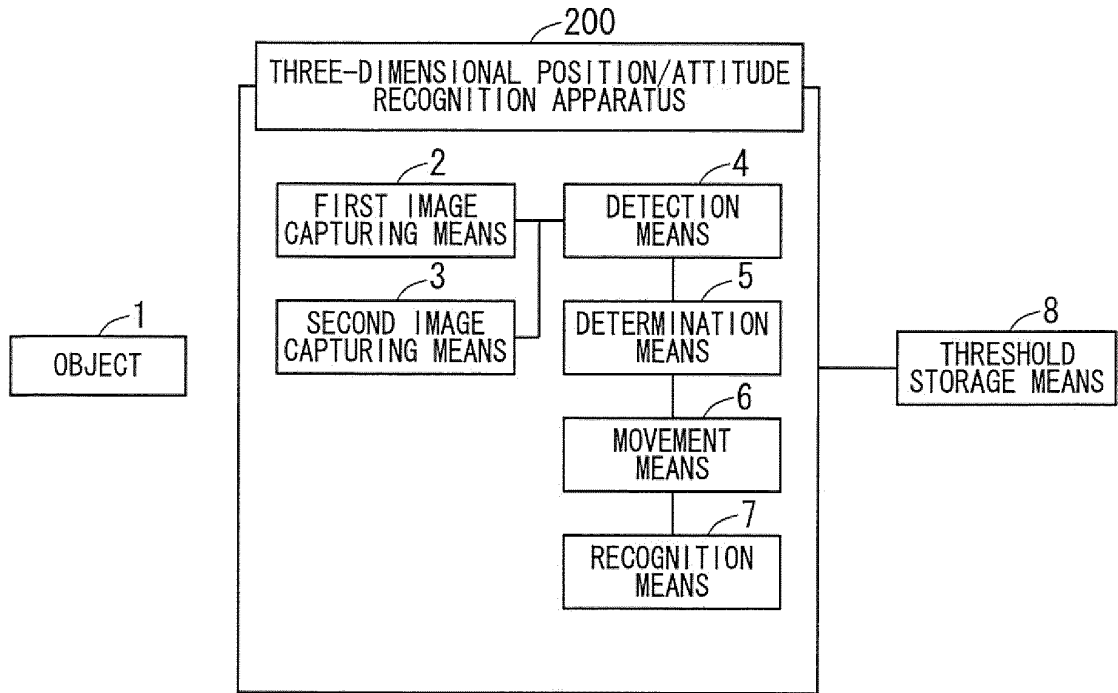 200
THREE-DIMENSIONAL POSITION/ATTITUDE
RECOGNITION APPARATUS
2
FIRST IMAGE
CAPTURING MEANS
4
DETECTION
MEANS
3
SECOND IMAGE
CAPTURING MEANS
5
DETERMINATION
MEANS
1
OBJECT
8
THRESHOLD
STORAGE MEANS
6
MOVEMENT
MEANS
7
RECOGNITION
MEANS